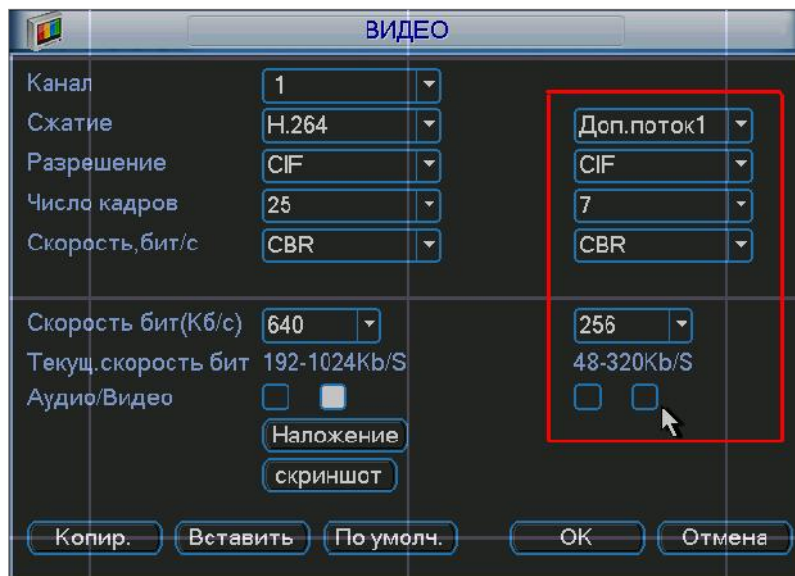 ВИДЕО
Канал 1
Сжатие H.264 Доп.поток1
Разрешение CIF CIF
Число кадров 25 7
Скорость,бит/с CBR CBR
Скорость бит(Кб/с) 640 256
Текущ.скорость бит 192-1024Kb/S 48-320Kb/S
Аудио/Видео
Наложение
скриншот
Копир. Вставить По умолч. OK Отмена